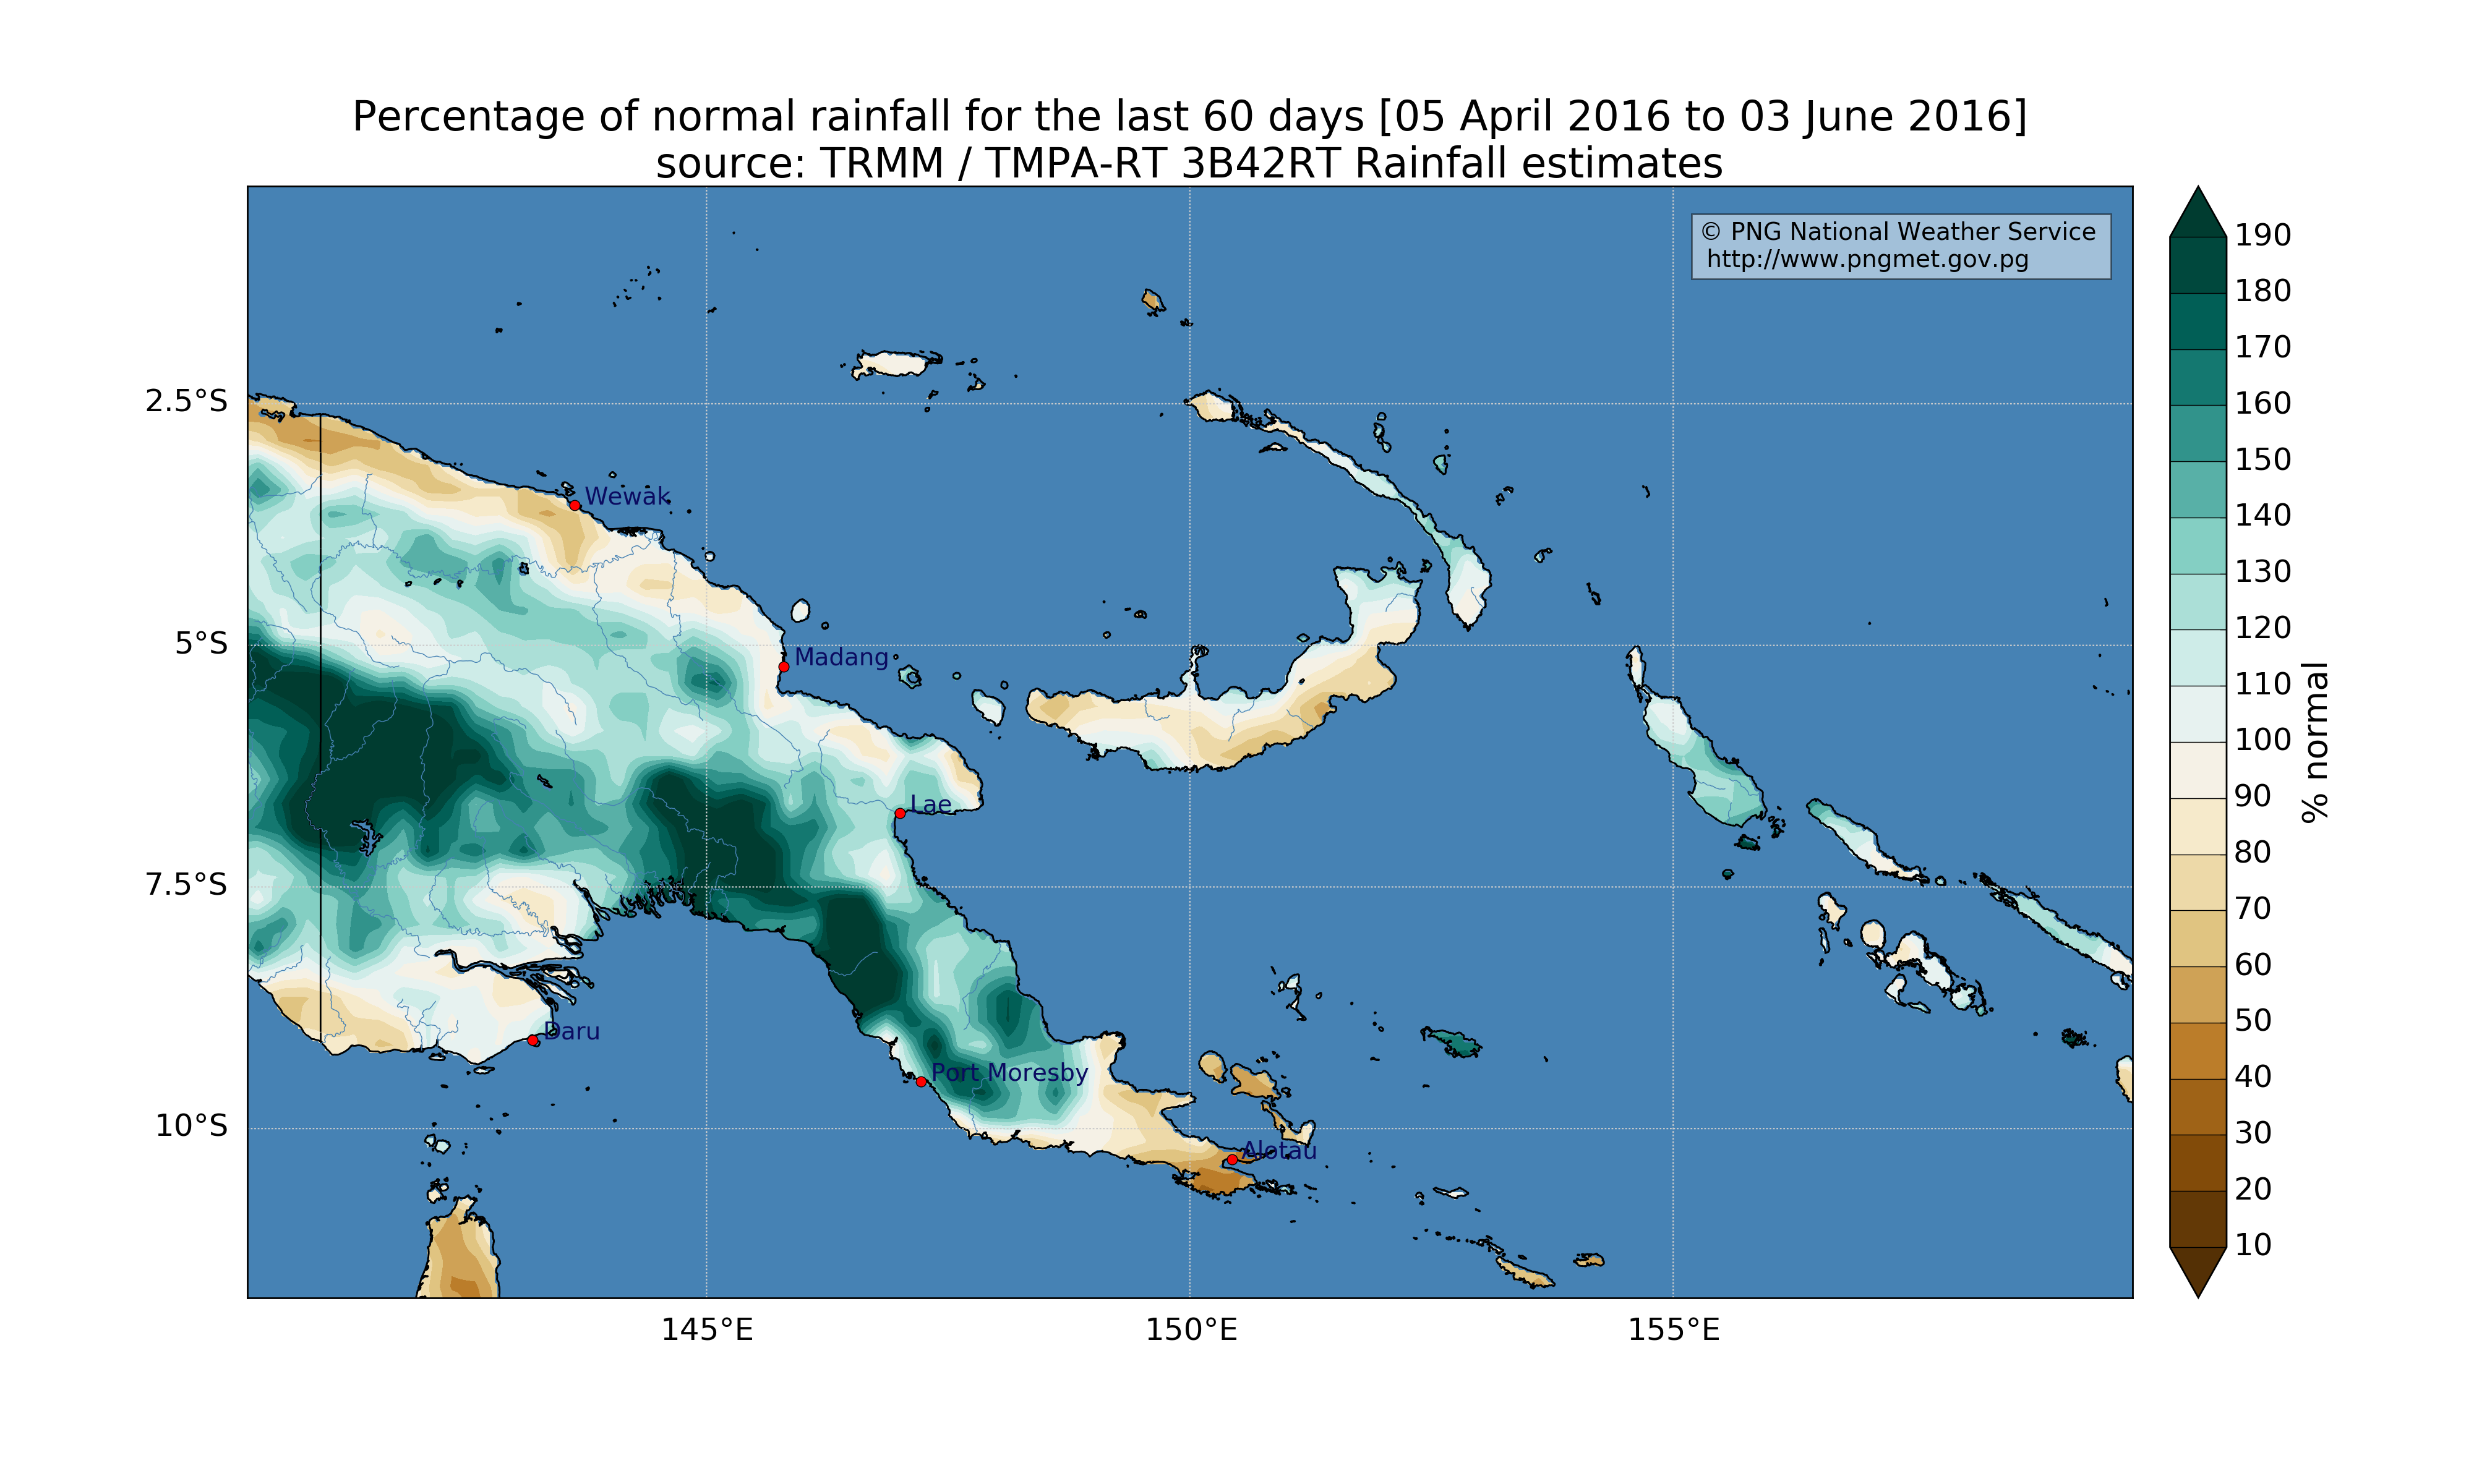 Percentage of normal rainfall for the last 60 days [05 April 2016 to 03 June 2016]
source: TRMM / TMPA-RT 3B42RT Rainfall estimates
© PNG National Weather Service
http://www.pngmet.gov.pg
2.5°S
5°S
7.5°S
10°S
Wewak
Madang
Lae
Daru
Port Moresby
Alotau
145°E
150°E
155°E
190
180
170
160
150
140
130
120
110
100
90
80
70
60
50
40
30
20
10
% normal